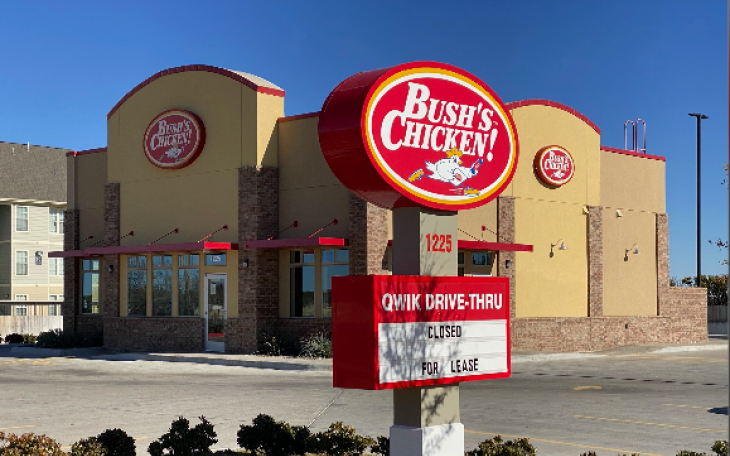 BUSH'S
CHICKEN!
BUSH'S
CHICKEN!
BUSH'S
CHICKEN!
1225
QWIK DRIVE-THRU
CLOSED
FOR LEASE